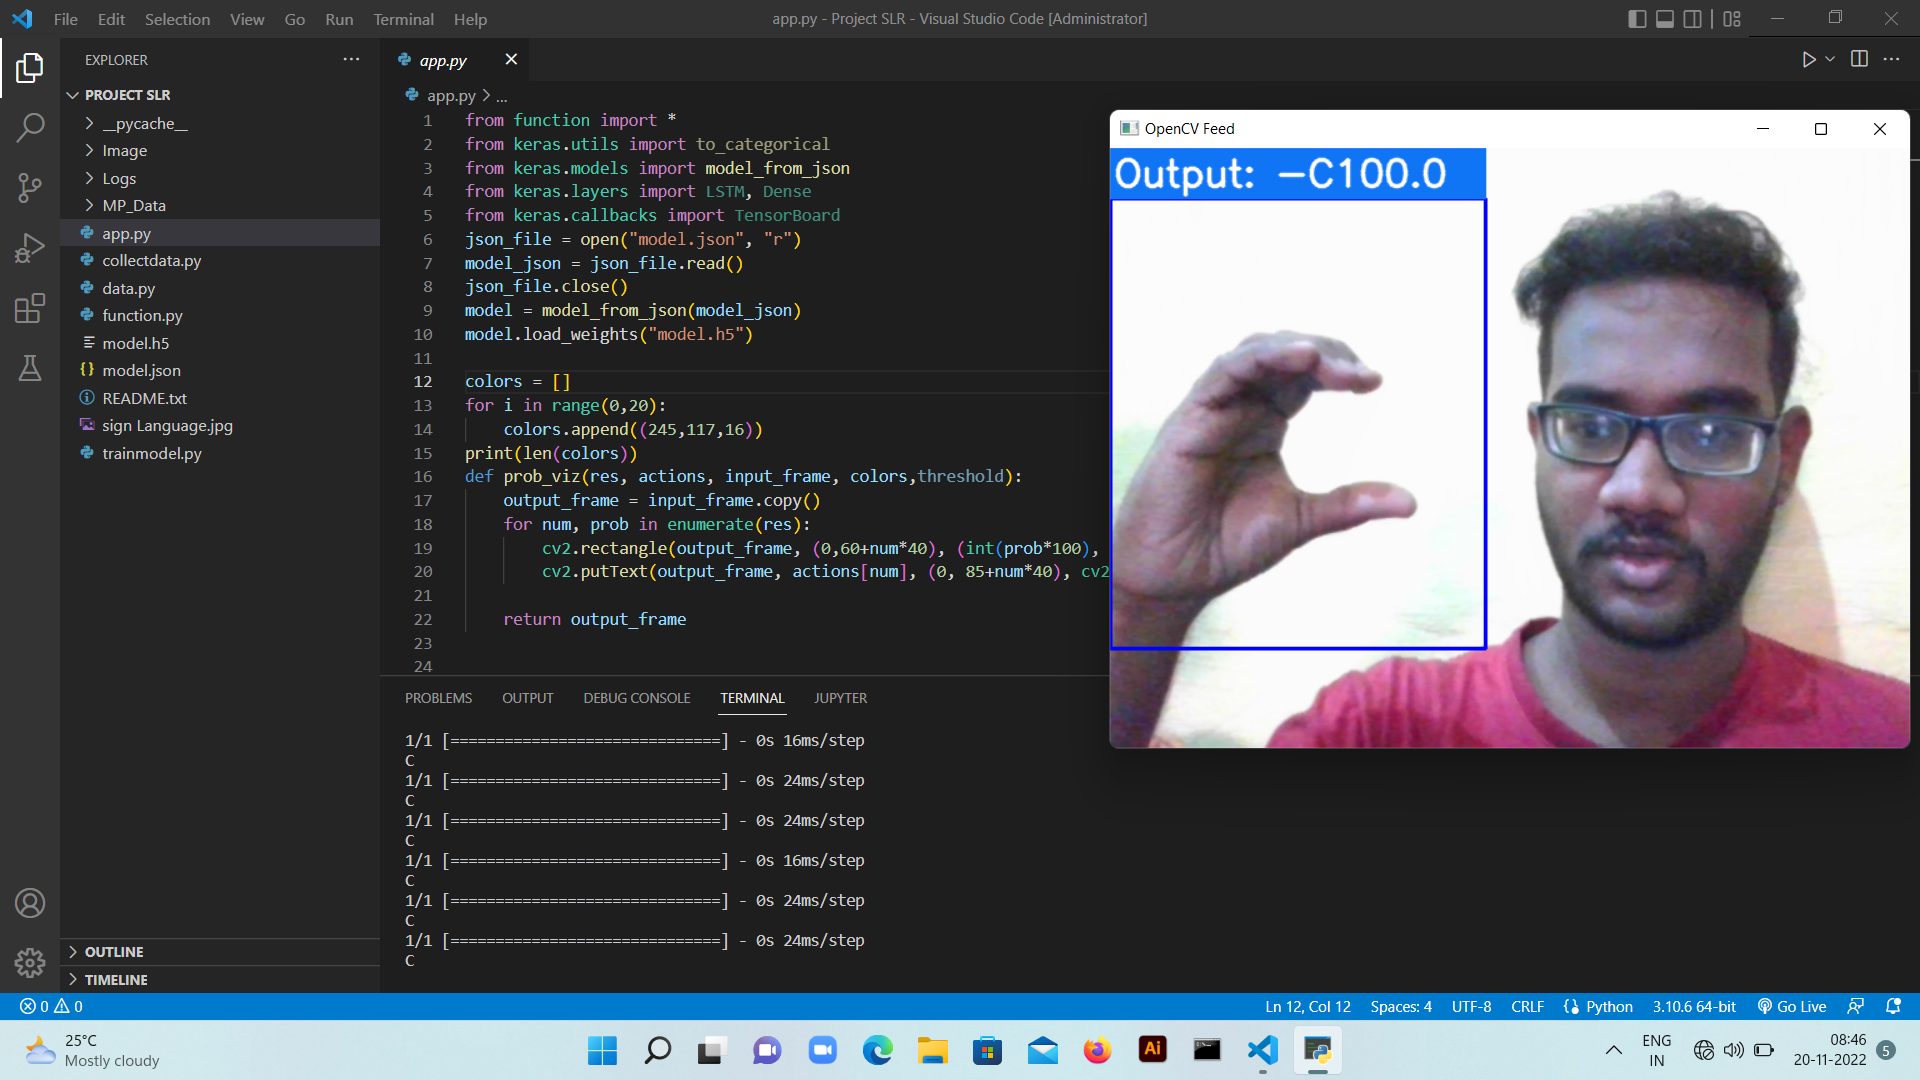 File Edit Selection View Go Run Terminal Help
app.py - Project SLR - Visual Studio Code [Administrator]
EXPLORER
PROJECT SLR
__pycache__
Image
Logs
MP_Data
app.py
collectdata.py
data.py
function.py
model.h5
model.json
README.txt
sign Language.jpg
trainmodel.py
OUTLINE
TIMELINE
app.py
app.py > ...
1 from function import *
2 from keras.utils import to_categorical
3 from keras.models import model_from_json
4 from keras.layers import LSTM, Dense
5 from keras.callbacks import TensorBoard
6 json_file = open("model.json", "r")
7 model_json = json_file.read()
8 json_file.close()
9 model = model_from_json(model_json)
10 model.load_weights("model.h5")
11
12 colors = []
13 for i in range(0,20):
14 colors.append((245,117,16))
15 print(len(colors))
16 def prob_viz(res, actions, input_frame, colors,threshold):
17 output_frame = input_frame.copy()
18 for num, prob in enumerate(res):
19 cv2.rectangle(output_frame, (0,60+num*40), (int(prob*100),
20 cv2.putText(output_frame, actions[num], (0, 85+num*40), cv2
21
22 return output_frame
23
24
OpenCV Feed
Output: -C100.0
PROBLEMS OUTPUT DEBUG CONSOLE TERMINAL JUPYTER
1/1 [==============================] - 0s 16ms/step
C
1/1 [==============================] - 0s 24ms/step
C
1/1 [==============================] - 0s 24ms/step
C
1/1 [==============================] - 0s 16ms/step
C
1/1 [==============================] - 0s 24ms/step
C
1/1 [==============================] - 0s 24ms/step
C
0 0
Ln 12, Col 12 Spaces: 4 UTF-8 CRLF Python 3.10.6 64-bit Go Live
25°C
Mostly cloudy
Ai
ENG
IN
08:46
20-11-2022
5